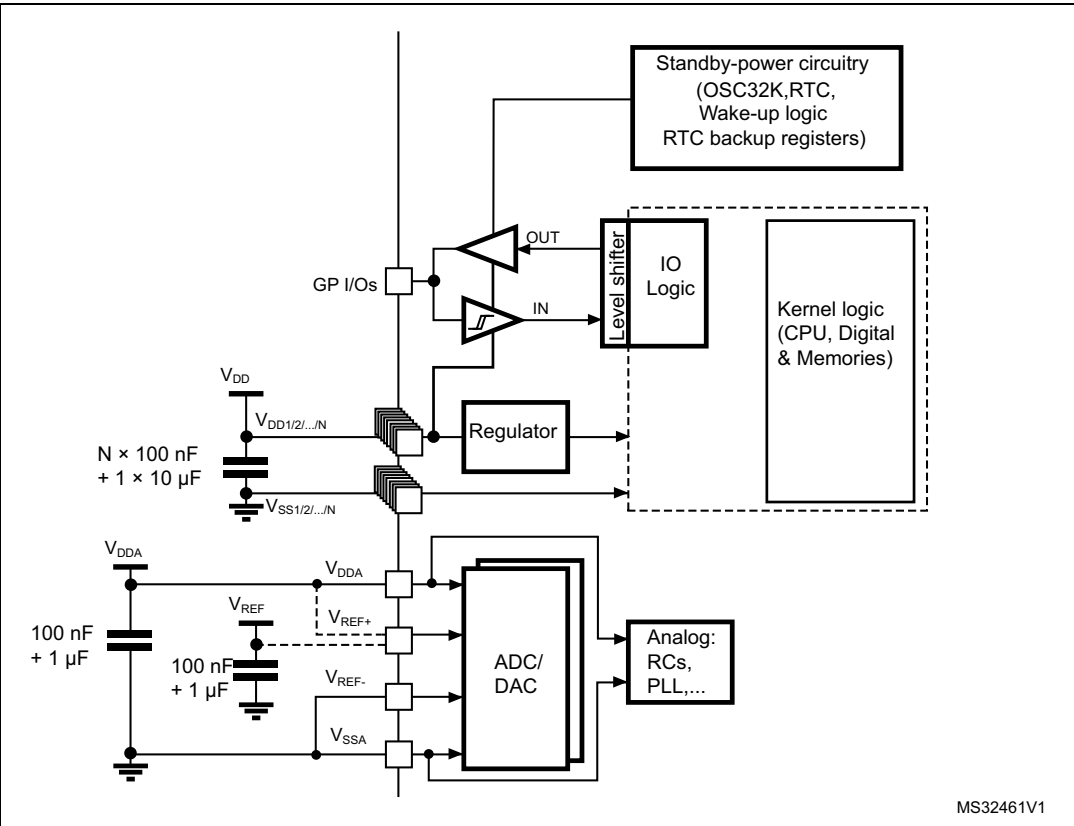 Standby-power circuitry
(OSC32K,RTC,
Wake-up logic
RTC backup registers)
OUT
Level shifter
IO
Logic
GP I/Os
IN
Kernel logic
(CPU, Digital
& Memories)
VDD
VDD1/2/.../N
Regulator
N × 100 nF
+ 1 × 10 µF
VSS1/2/.../N
VDDA
VDDA
VREF
VREF+
100 nF
+ 1 µF
100 nF
+ 1 µF
VREF-
ADC/
DAC
Analog:
RCs,
PLL,...
VSSA
MS32461V1